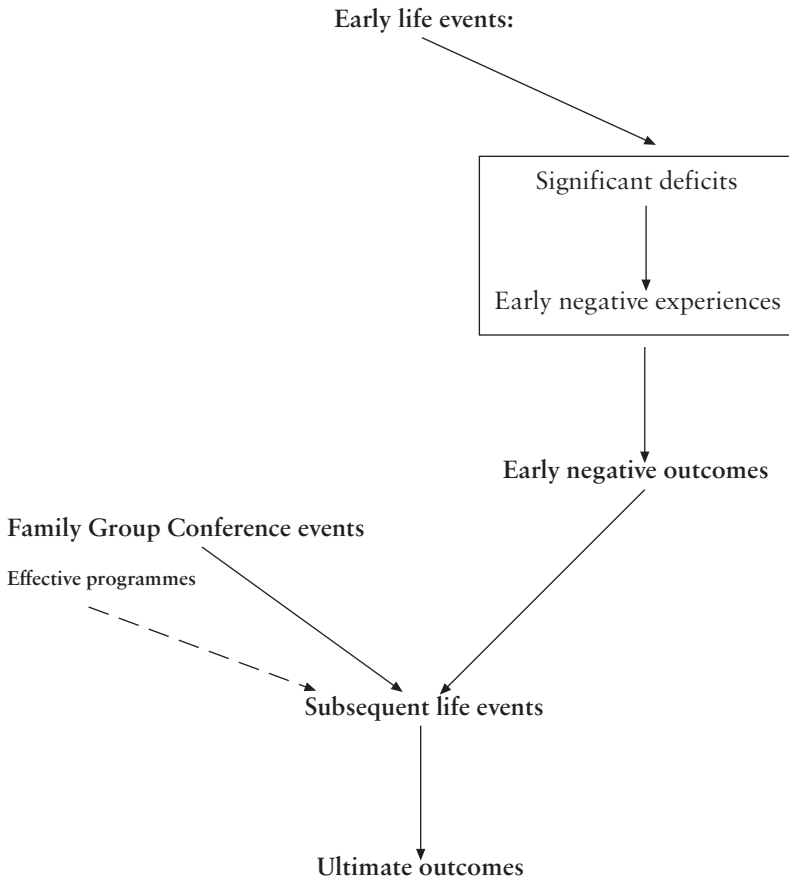 Early life events:
Significant deficits
Early negative experiences
Early negative outcomes
Family Group Conference events
Effective programmes
Subsequent life events
Ultimate outcomes